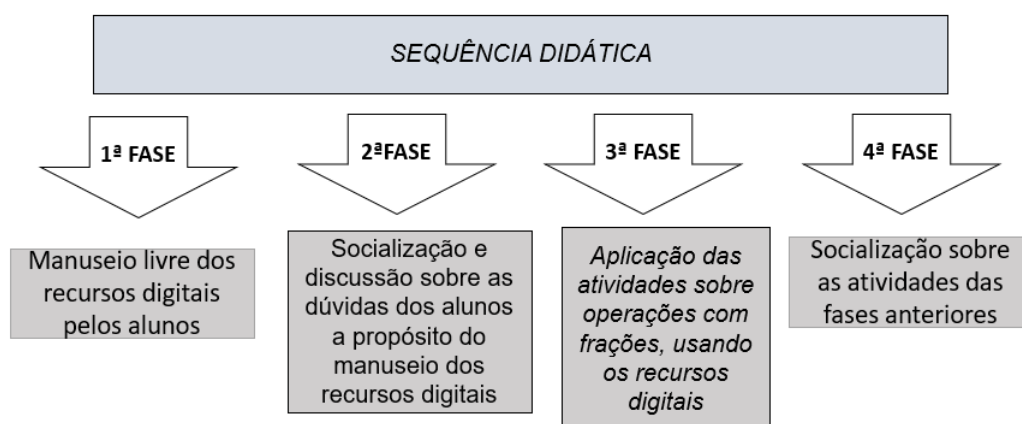 SEQUÊNCIA DIDÁTICA
1ª FASE
2ªFASE
3ª FASE
4ª FASE
Manuseio livre dos
recursos digitais
pelos alunos
Socialização e
discussão sobre as
dúvidas dos alunos
a propósito do
manuseio dos
recursos digitais
Aplicação das
atividades sobre
operações com
frações, usando
os recursos
digitais
Socialização sobre
as atividades das
fases anteriores